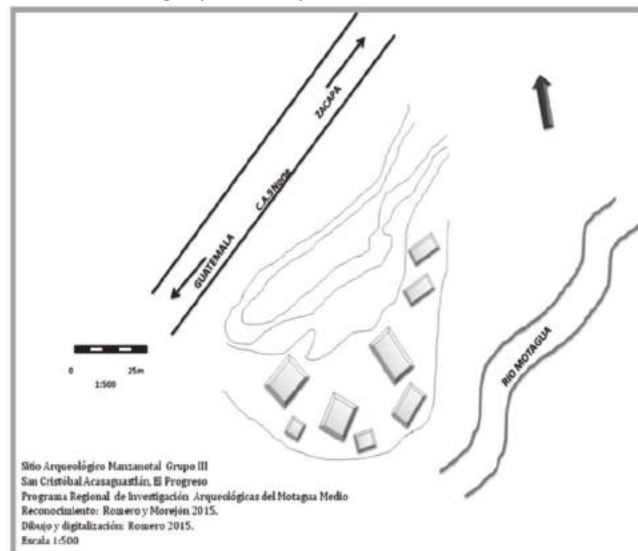 ZACAPA
C.A.9 Norte
GUATEMALA
RIO MOTAGUA
0 25m
1:500
Sitio Arqueológico Manzanotal Grupo III
San Cristóbal Acasaguastlán, El Progreso
Programa Regional de Investigación Arqueológicas del Motagua Medio
Reconocimiento: Romero y Morejón 2015.
Dibujo y digitalización: Romero 2015.
Escala 1:500